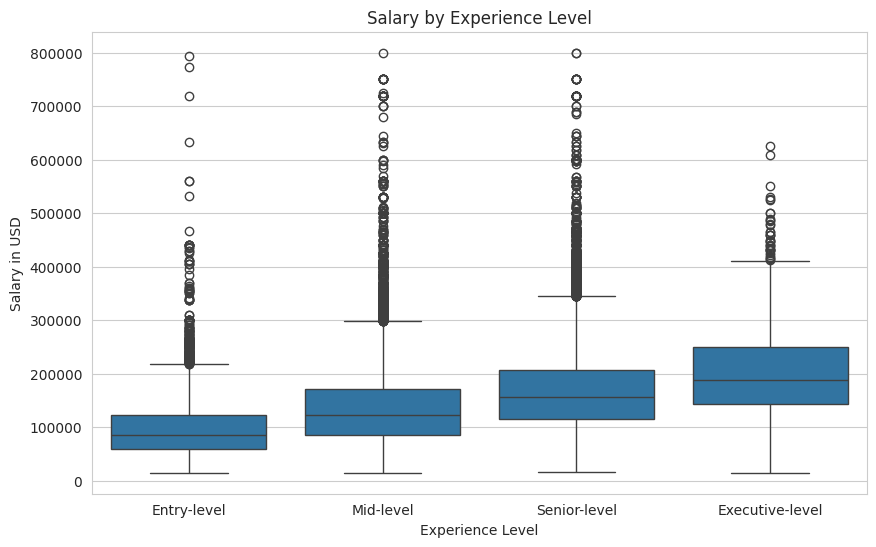 Salary by Experience Level
Salary in USD
800000
700000
600000
500000
400000
300000
200000
100000
0
Entry-level
Mid-level
Senior-level
Executive-level
Experience Level